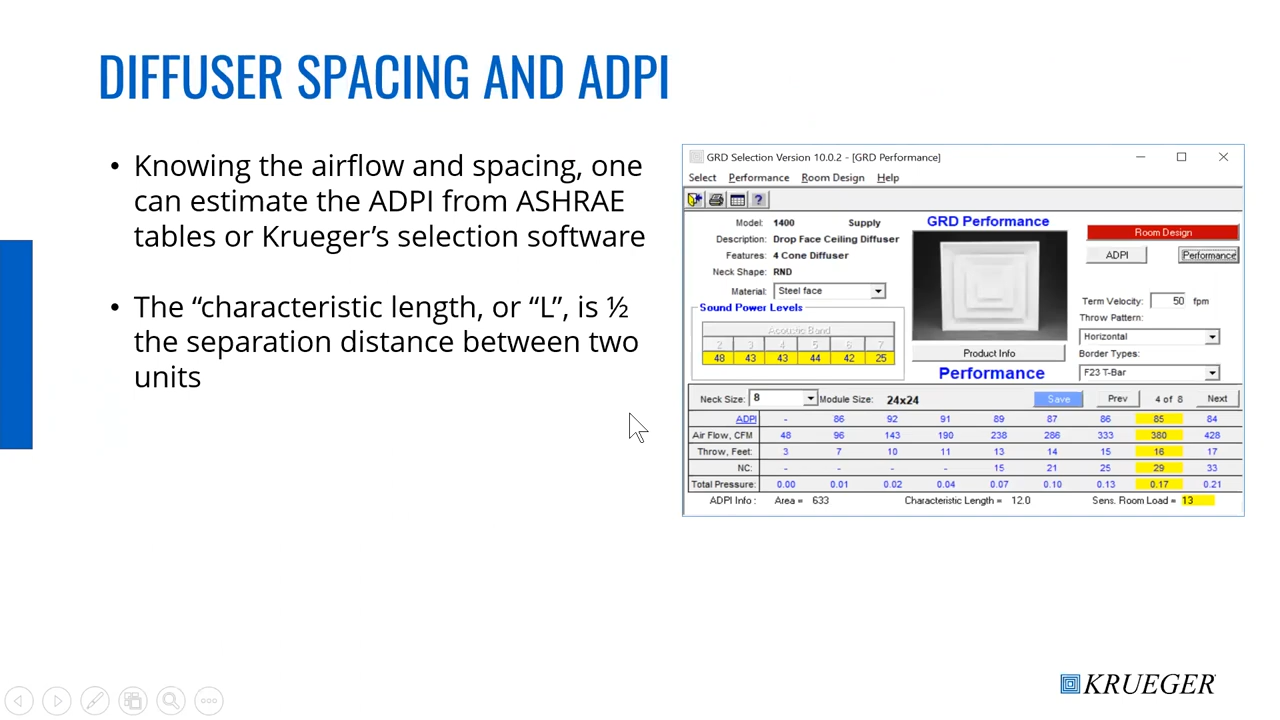 DIFFUSER SPACING AND ADPI
• Knowing the airflow and spacing, one
can estimate the ADPI from ASHRAE
tables or Krueger’s selection software
• The “characteristic length, or “L”, is ½
the separation distance between two
units
GRD Selection Version 10.0.2 - [GRD Performance]
Select Performance Room Design Help
Model: 1400 Supply
Description: Drop Face Ceiling Diffuser
Features: 4 Cone Diffuser
Neck Shape: RND
Material: Steel face
Sound Power Levels
Acoustic Band
2 3 4 5 6 7
48 43 43 44 42 25
GRD Performance
Product Info
Performance
Room Design
ADPI Performance
Term Velocity: 50 fpm
Throw Pattern:
Horizontal
Border Types:
F23 T-Bar
Neck Size: 8 Module Size: 24x24 Save Prev 4 of 8 Next
ADPI - 86 92 91 89 87 86 85 84
Air Flow, CFM 48 96 143 190 238 286 333 380 428
Throw, Feet: 3 7 10 11 13 14 15 16 17
NC: - - - - 15 21 25 29 33
Total Pressure: 0.00 0.01 0.02 0.04 0.07 0.10 0.13 0.17 0.21
ADPI Info : Area = 633 Characteristic Length = 12.0 Sens. Room Load = 13
KRUEGER